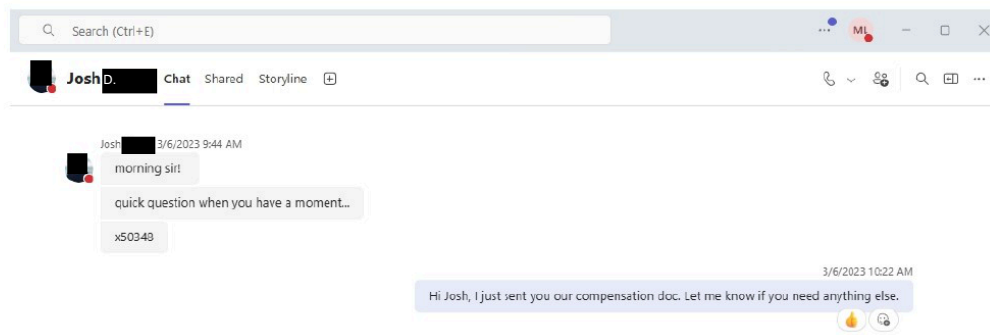 Search (Ctrl+E)
ML
Josh D. Chat Shared Storyline
Josh 3/6/2023 9:44 AM
morning sir!
quick question when you have a moment...
x50348
3/6/2023 10:22 AM
Hi Josh, I just sent you our compensation doc. Let me know if you need anything else.